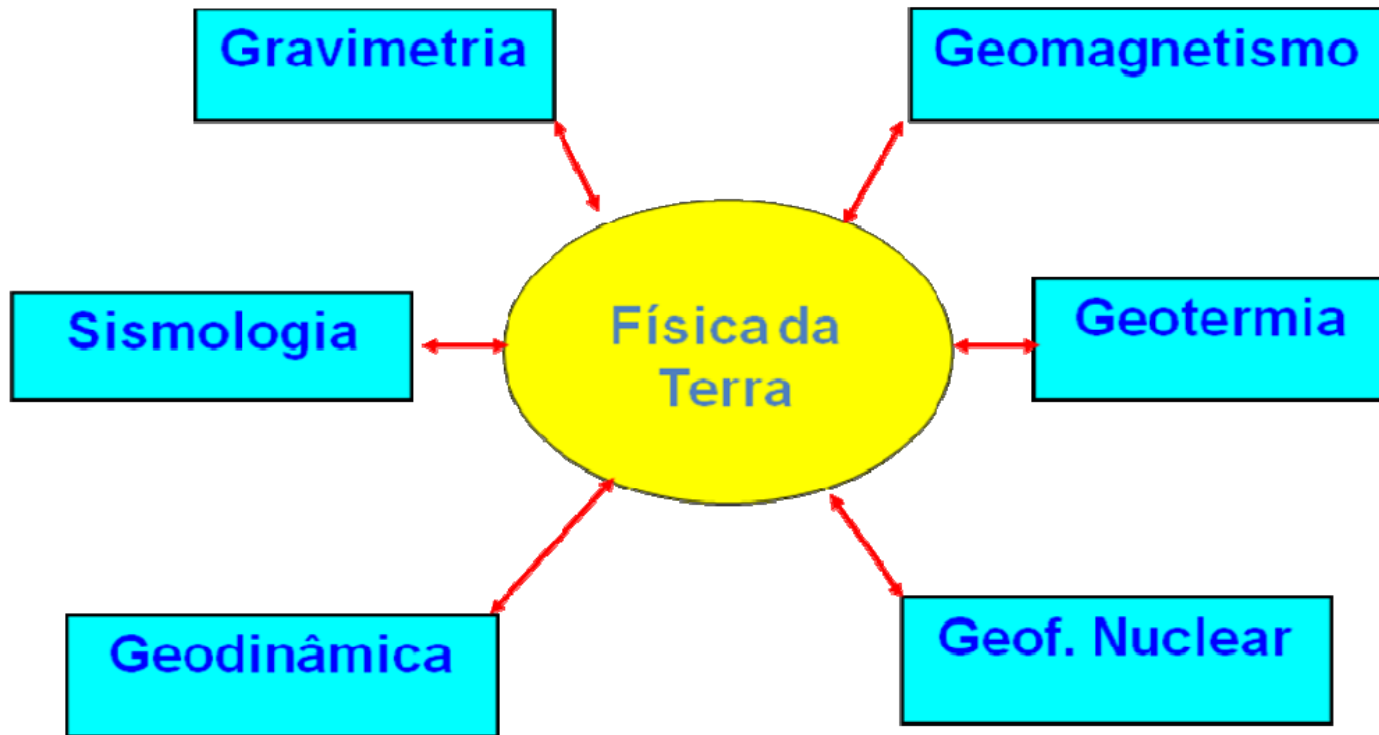 Gravimetria
Geomagnetismo
Sismologia
Física da
Terra
Geotermia
Geodinâmica
Geof. Nuclear